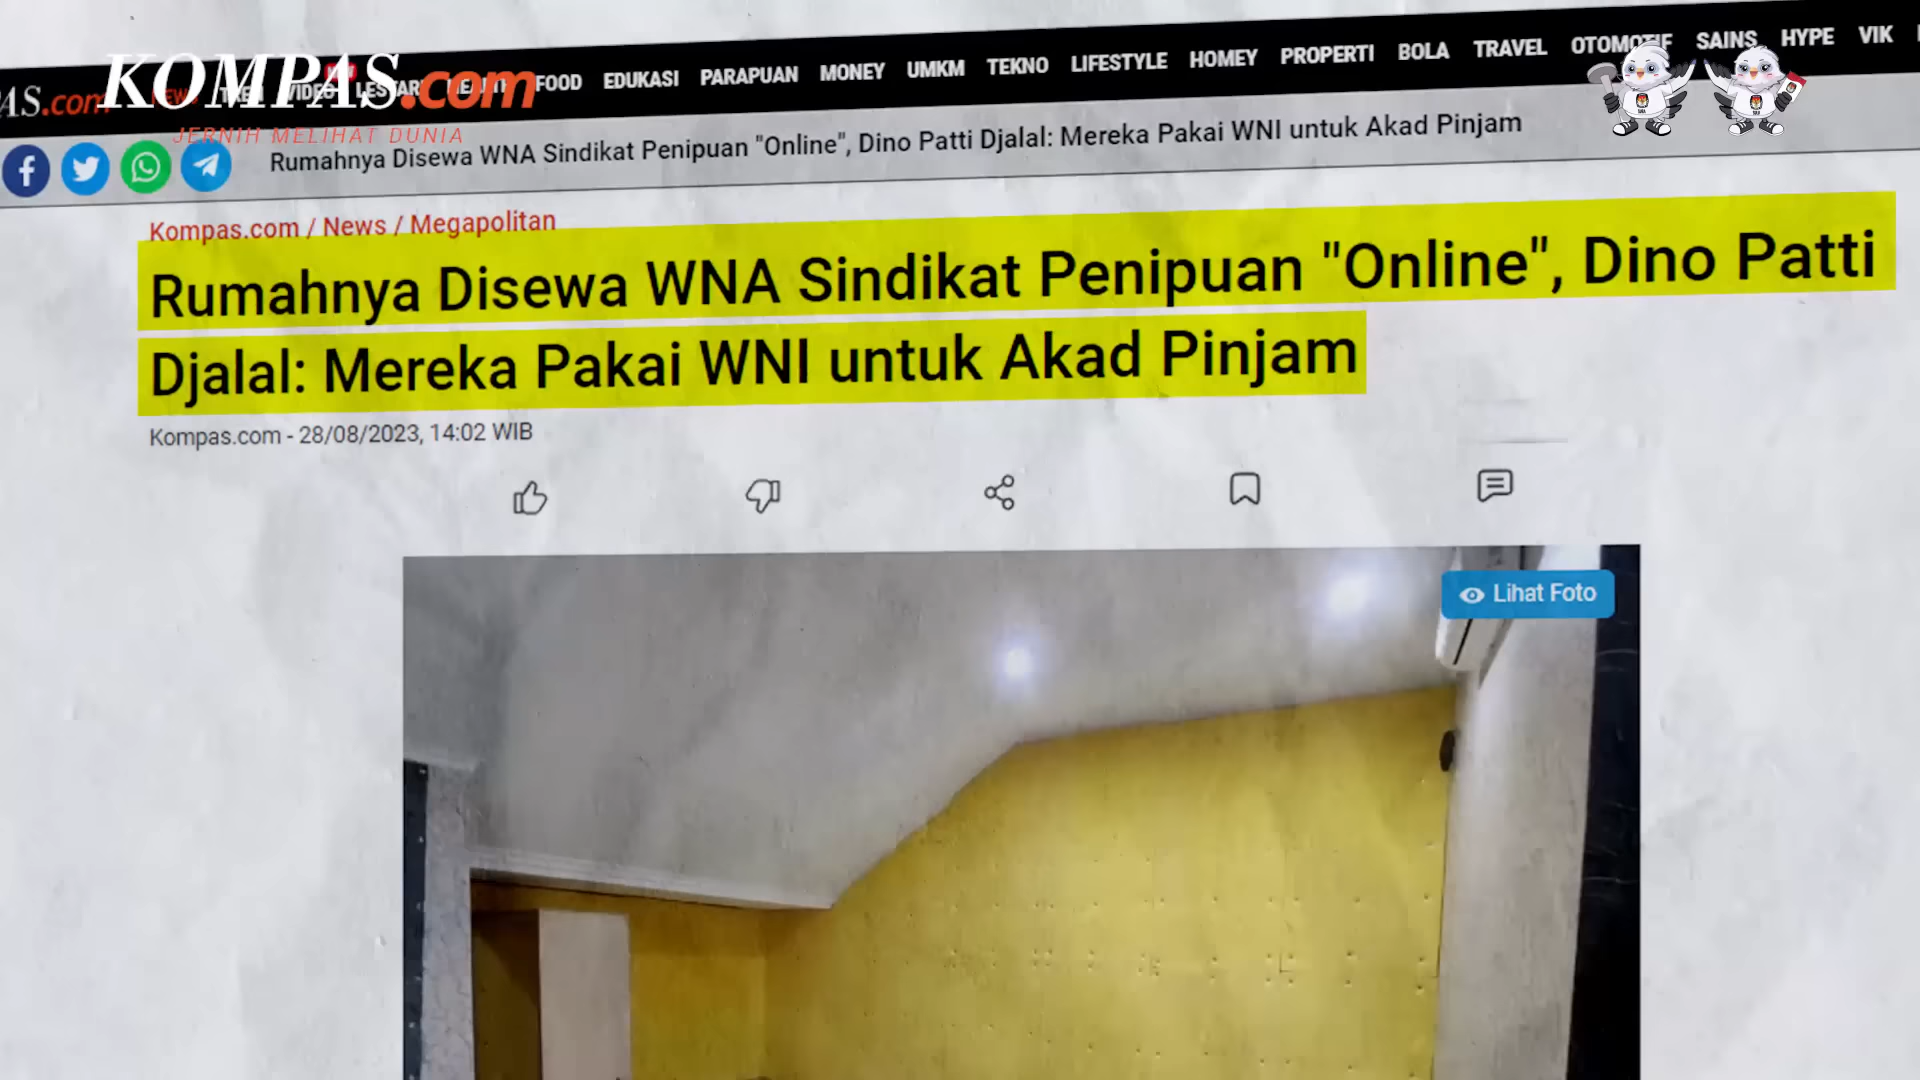 KOMPAS.com
JERNIH MELIHAT DUNIA
AS.com FOOD EDUKASI PARAPUAN MONEY UMKM TEKNO LIFESTYLE HOMEY PROPERTI BOLA TRAVEL OTOMOTIF SAINS HYPE VIK
Rumahnya Disewa WNA Sindikat Penipuan "Online", Dino Patti Djalal: Mereka Pakai WNI untuk Akad Pinjam
Kompas.com / News / Megapolitan
Rumahnya Disewa WNA Sindikat Penipuan "Online", Dino Patti
Djalal: Mereka Pakai WNI untuk Akad Pinjam
Kompas.com - 28/08/2023, 14:02 WIB
Lihat Foto